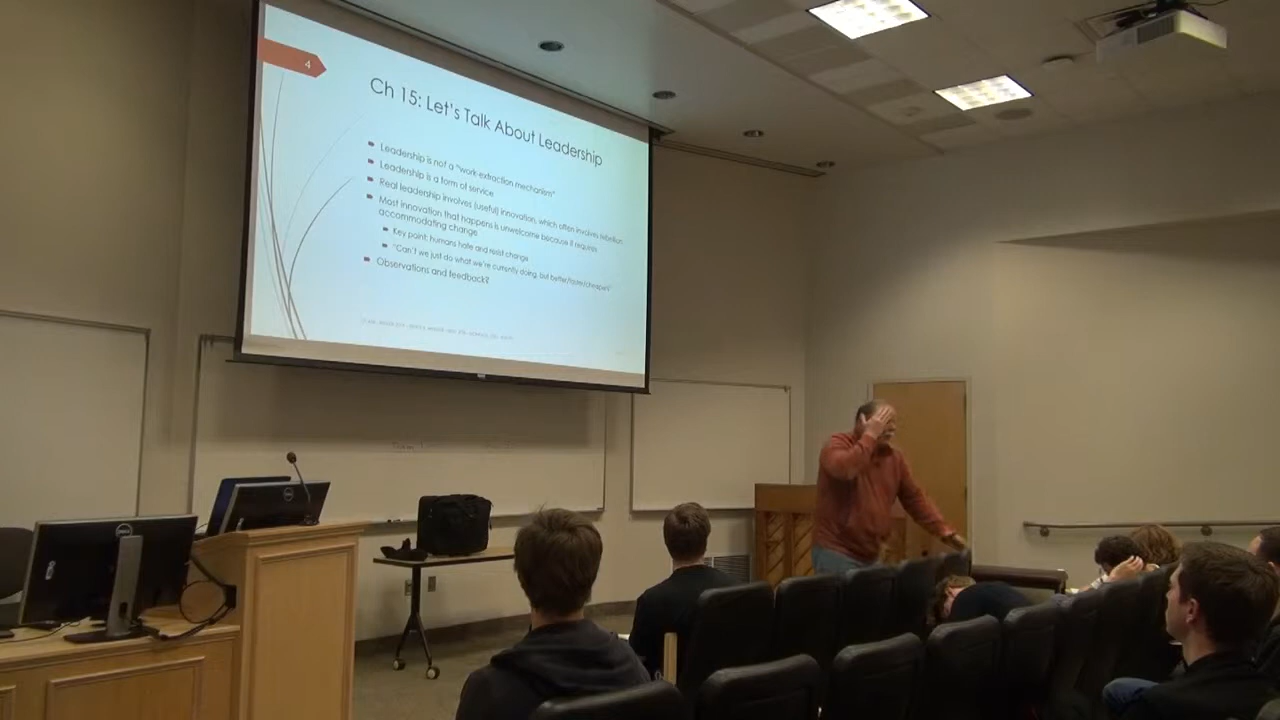 4
Ch 15: Let's Talk About Leadership
Leadership is not a "work-extraction mechanism"
Leadership is a form of service
Real leadership involves (useful) innovation, which often involves rebellion
Most innovation that happens is unwelcome because it requires
accommodating change
Key point: humans hate and resist change
"Can't we just do what we're currently doing, but better/faster/cheaper?"
Observations and feedback?
DELL
DELL